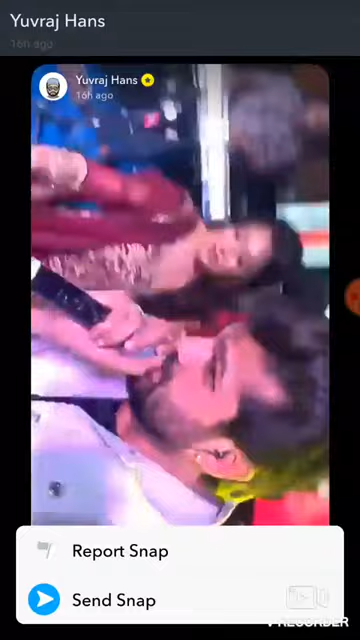 Yuvraj Hans
16h ago
Yuvraj Hans
16h ago
Report Snap
Send Snap
V RECORDER